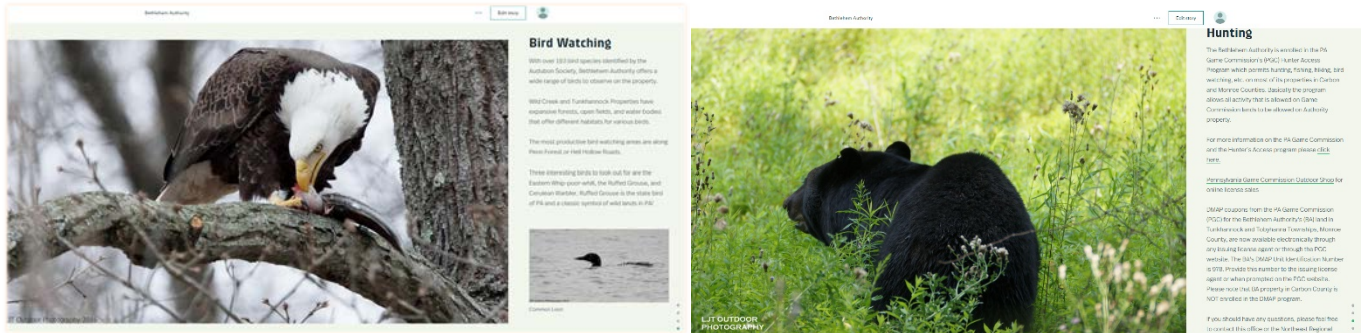 Bethlehem Authority
Edit story
Bird Watching
With over 183 bird species identified by the
Audubon Society, Bethlehem Authority offers a
wide range of birds to observe on the property.
Wild Creek and Tunkhannock Properties have
expansive forests, open fields, and water bodies
that offer different habitats for various birds.
The most productive bird watching areas are along
Penn Forest or Hell Hollow Roads.
Three interesting birds to look out for are the
Eastern Whip-poor-will, the Ruffed Grouse, and
Cerulean Warbler. Ruffed Grouse is the state bird
of PA and a classic symbol of wild lands in PA!
Common Loon
Outdoor Photography
Bethlehem Authority
Edit story
Hunting
The Bethlehem Authority is enrolled in the PA
Game Commission's (PGC) Hunter Access
Program which permits hunting, fishing, hiking, bird
watching, etc. on most of its properties in Carbon
and Monroe Counties. Basically the program
allows all activity that is allowed on Game
Commission lands to be allowed on Authority
property.
For more information on the PA Game Commission
and the Hunter's Access program please click
here.
Pennsylvania Game Commission Outdoor Shop for
online license sales
DMAP coupons from the PA Game Commission
(PGC) for the Bethlehem Authority's (BA) land in
Tunkhannock and Tobyhanna Townships, Monroe
County, are now available electronically through
any issuing license agent or through the PGC
website. The BA's DMAP Unit Identification Number
is 978. Provide this number to the issuing license
agent or when prompted on the PGC website.
Please note that BA property in Carbon County is
NOT enrolled in the DMAP program.
If you should have any questions, please feel free
to contact this office or the Northeast Regional
LJT OUTDOOR
PHOTOGRAPHY